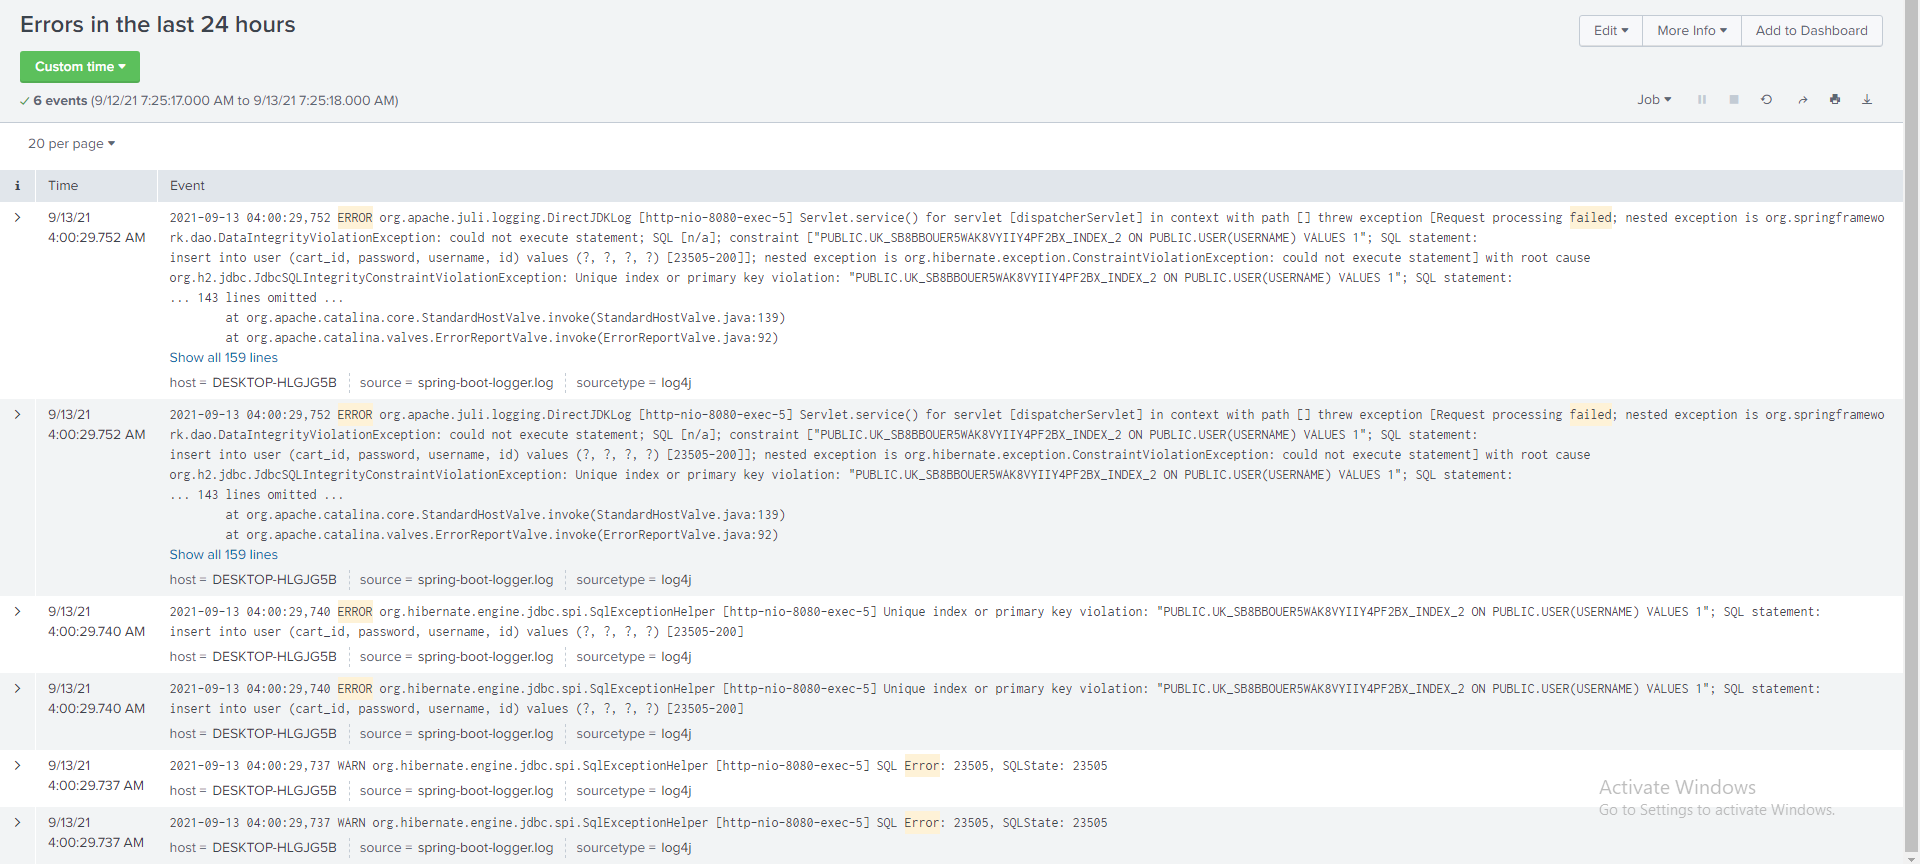 Errors in the last 24 hours
Edit
More Info
Add to Dashboard
Custom time
6 events (9/12/21 7:25:17.000 AM to 9/13/21 7:25:18.000 AM)
Job
20 per page
i Time Event
9/13/21
4:00:29.752 AM
2021-09-13 04:00:29,752 ERROR org.apache.juli.logging.DirectJDKLog [http-nio-8080-exec-5] Servlet.service() for servlet [dispatcherServlet] in context with path [] threw exception [Request processing failed; nested exception is org.springframewo
rk.dao.DataIntegrityViolationException: could not execute statement; SQL [n/a]; constraint ["PUBLIC.UK_SB8BBOUER5WAK8VYIIY4PF2BX_INDEX_2 ON PUBLIC.USER(USERNAME) VALUES 1"; SQL statement:
insert into user (cart_id, password, username, id) values (?, ?, ?, ?) [23505-200]]; nested exception is org.hibernate.exception.ConstraintViolationException: could not execute statement] with root cause
org.h2.jdbc.JdbcSQLIntegrityConstraintViolationException: Unique index or primary key violation: "PUBLIC.UK_SB8BBOUER5WAK8VYIIY4PF2BX_INDEX_2 ON PUBLIC.USER(USERNAME) VALUES 1"; SQL statement:
... 143 lines omitted ...
at org.apache.catalina.core.StandardHostValve.invoke(StandardHostValve.java:139)
at org.apache.catalina.valves.ErrorReportValve.invoke(ErrorReportValve.java:92)
Show all 159 lines
host = DESKTOP-HLGJG5B source = spring-boot-logger.log sourcetype = log4j
9/13/21
4:00:29.752 AM
2021-09-13 04:00:29,752 ERROR org.apache.juli.logging.DirectJDKLog [http-nio-8080-exec-5] Servlet.service() for servlet [dispatcherServlet] in context with path [] threw exception [Request processing failed; nested exception is org.springframewo
rk.dao.DataIntegrityViolationException: could not execute statement; SQL [n/a]; constraint ["PUBLIC.UK_SB8BBOUER5WAK8VYIIY4PF2BX_INDEX_2 ON PUBLIC.USER(USERNAME) VALUES 1"; SQL statement:
insert into user (cart_id, password, username, id) values (?, ?, ?, ?) [23505-200]]; nested exception is org.hibernate.exception.ConstraintViolationException: could not execute statement] with root cause
org.h2.jdbc.JdbcSQLIntegrityConstraintViolationException: Unique index or primary key violation: "PUBLIC.UK_SB8BBOUER5WAK8VYIIY4PF2BX_INDEX_2 ON PUBLIC.USER(USERNAME) VALUES 1"; SQL statement:
... 143 lines omitted ...
at org.apache.catalina.core.StandardHostValve.invoke(StandardHostValve.java:139)
at org.apache.catalina.valves.ErrorReportValve.invoke(ErrorReportValve.java:92)
Show all 159 lines
host = DESKTOP-HLGJG5B source = spring-boot-logger.log sourcetype = log4j
9/13/21
4:00:29.740 AM
2021-09-13 04:00:29,740 ERROR org.hibernate.engine.jdbc.spi.SqlExceptionHelper [http-nio-8080-exec-5] Unique index or primary key violation: "PUBLIC.UK_SB8BBOUER5WAK8VYIIY4PF2BX_INDEX_2 ON PUBLIC.USER(USERNAME) VALUES 1"; SQL statement:
insert into user (cart_id, password, username, id) values (?, ?, ?, ?) [23505-200]
host = DESKTOP-HLGJG5B source = spring-boot-logger.log sourcetype = log4j
9/13/21
4:00:29.740 AM
2021-09-13 04:00:29,740 ERROR org.hibernate.engine.jdbc.spi.SqlExceptionHelper [http-nio-8080-exec-5] Unique index or primary key violation: "PUBLIC.UK_SB8BBOUER5WAK8VYIIY4PF2BX_INDEX_2 ON PUBLIC.USER(USERNAME) VALUES 1"; SQL statement:
insert into user (cart_id, password, username, id) values (?, ?, ?, ?) [23505-200]
host = DESKTOP-HLGJG5B source = spring-boot-logger.log sourcetype = log4j
9/13/21
4:00:29.737 AM
2021-09-13 04:00:29,737 WARN org.hibernate.engine.jdbc.spi.SqlExceptionHelper [http-nio-8080-exec-5] SQL Error: 23505, SQLState: 23505
host = DESKTOP-HLGJG5B source = spring-boot-logger.log sourcetype = log4j
9/13/21
4:00:29.737 AM
2021-09-13 04:00:29,737 WARN org.hibernate.engine.jdbc.spi.SqlExceptionHelper [http-nio-8080-exec-5] SQL Error: 23505, SQLState: 23505
host = DESKTOP-HLGJG5B source = spring-boot-logger.log sourcetype = log4j
Activate Windows
Go to Settings to activate Windows.